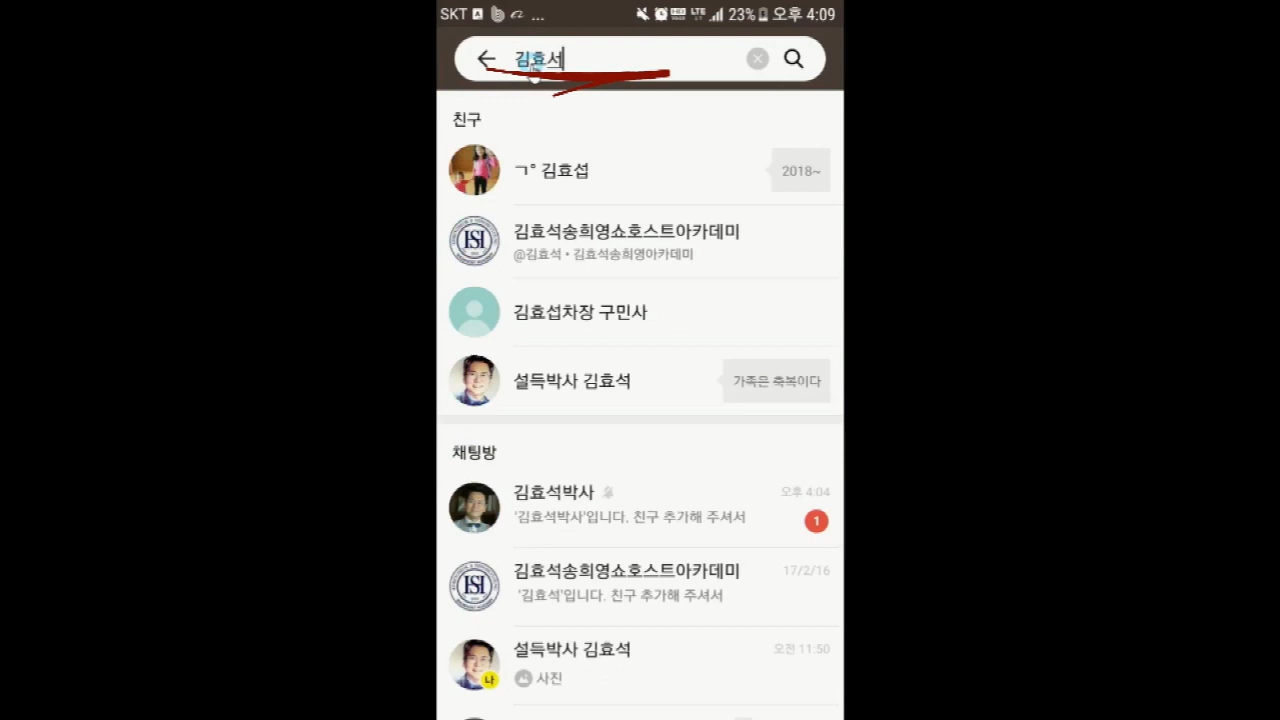 SKT ... LTE 23% 오후 4:09
김효서
친구
ㄱ° 김효섭
2018~
김효석송희영쇼호스트아카데미
@김효석 • 김효석송희영아카데미
김효섭차장 구민사
설득박사 김효석
가족은 축복이다
채팅방
김효석박사
오후 4:04
'김효석박사'입니다. 친구 추가해 주셔서
1
김효석송희영쇼호스트아카데미
17/2/16
'김효석'입니다. 친구 추가해 주셔서
설득박사 김효석
오전 11:50
나
사진